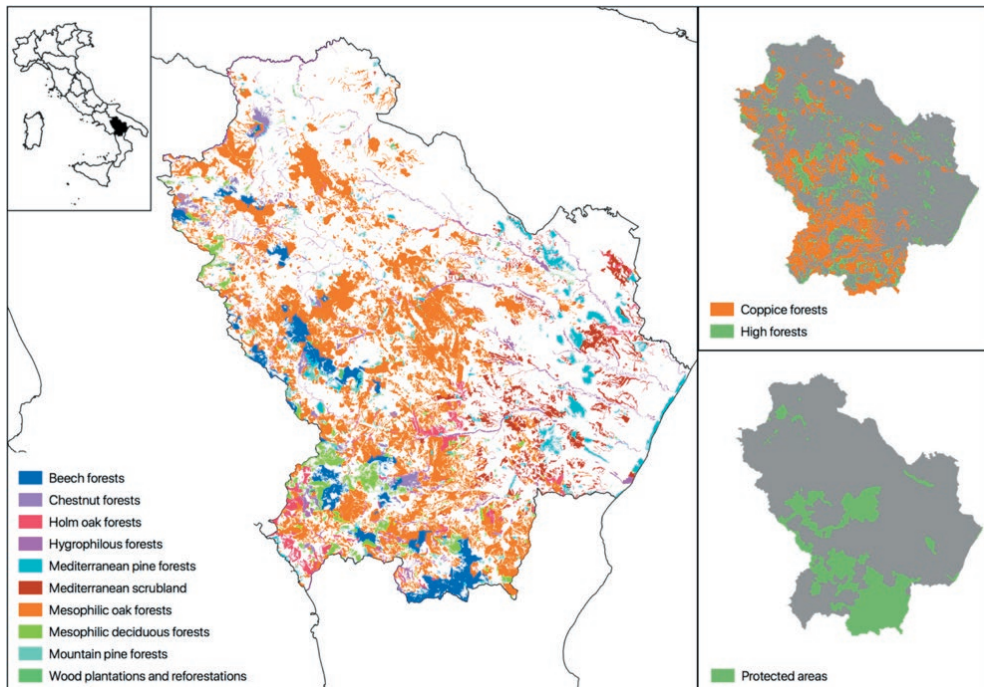 Beech forests
Chestnut forests
Holm oak forests
Hygrophilous forests
Mediterranean pine forests
Mediterranean scrubland
Mesophilic oak forests
Mesophilic deciduous forests
Mountain pine forests
Wood plantations and reforestations
Coppice forests
High forests
Protected areas